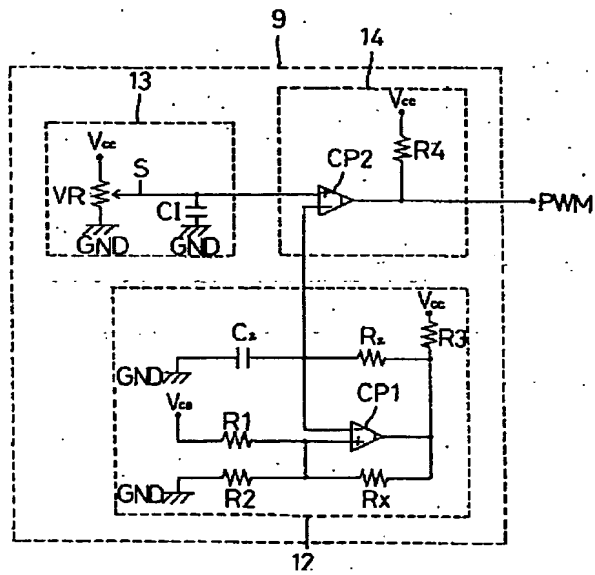 9
14
13
Vcc
R4
CP2
PWM
Vcc
S
VR
C1
GND
GND
Vcc
R3
C2
R2
GND
CP1
R1
GND
R2
Rx
12